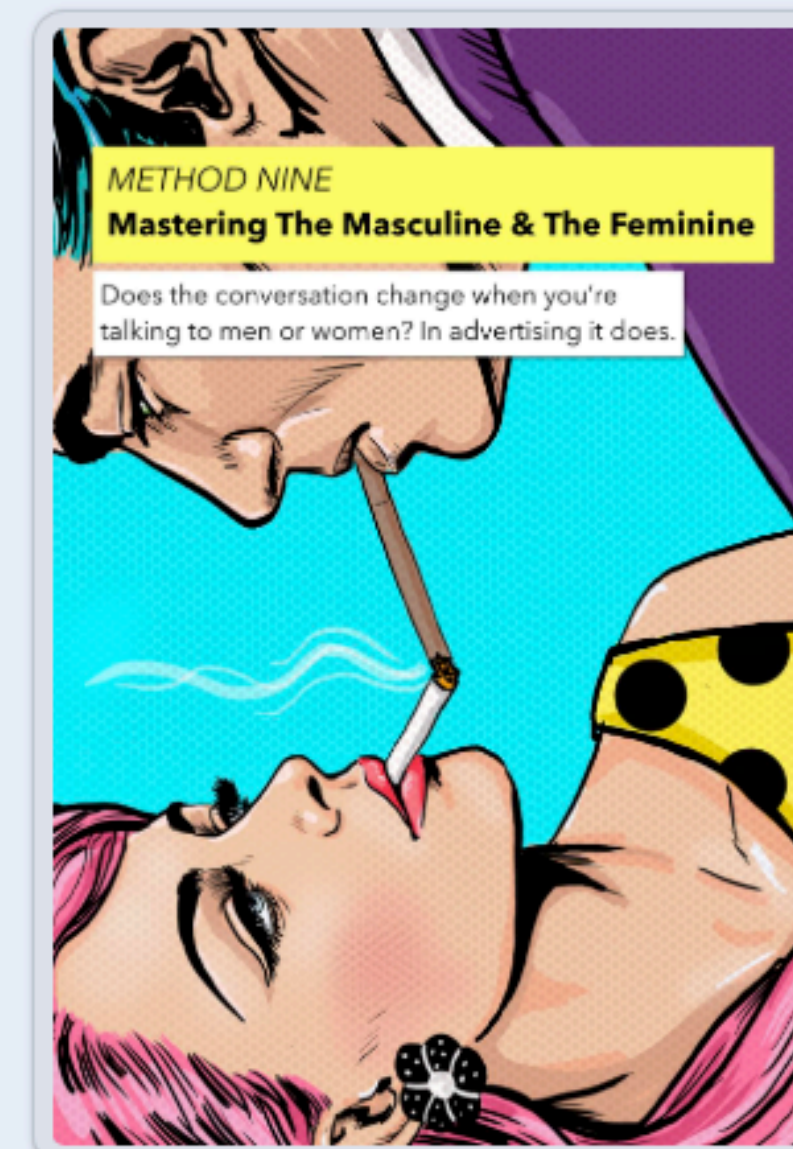 METHOD NINE
Mastering The Masculine & The Feminine
Does the conversation change when you're
talking to men or women? In advertising it does.